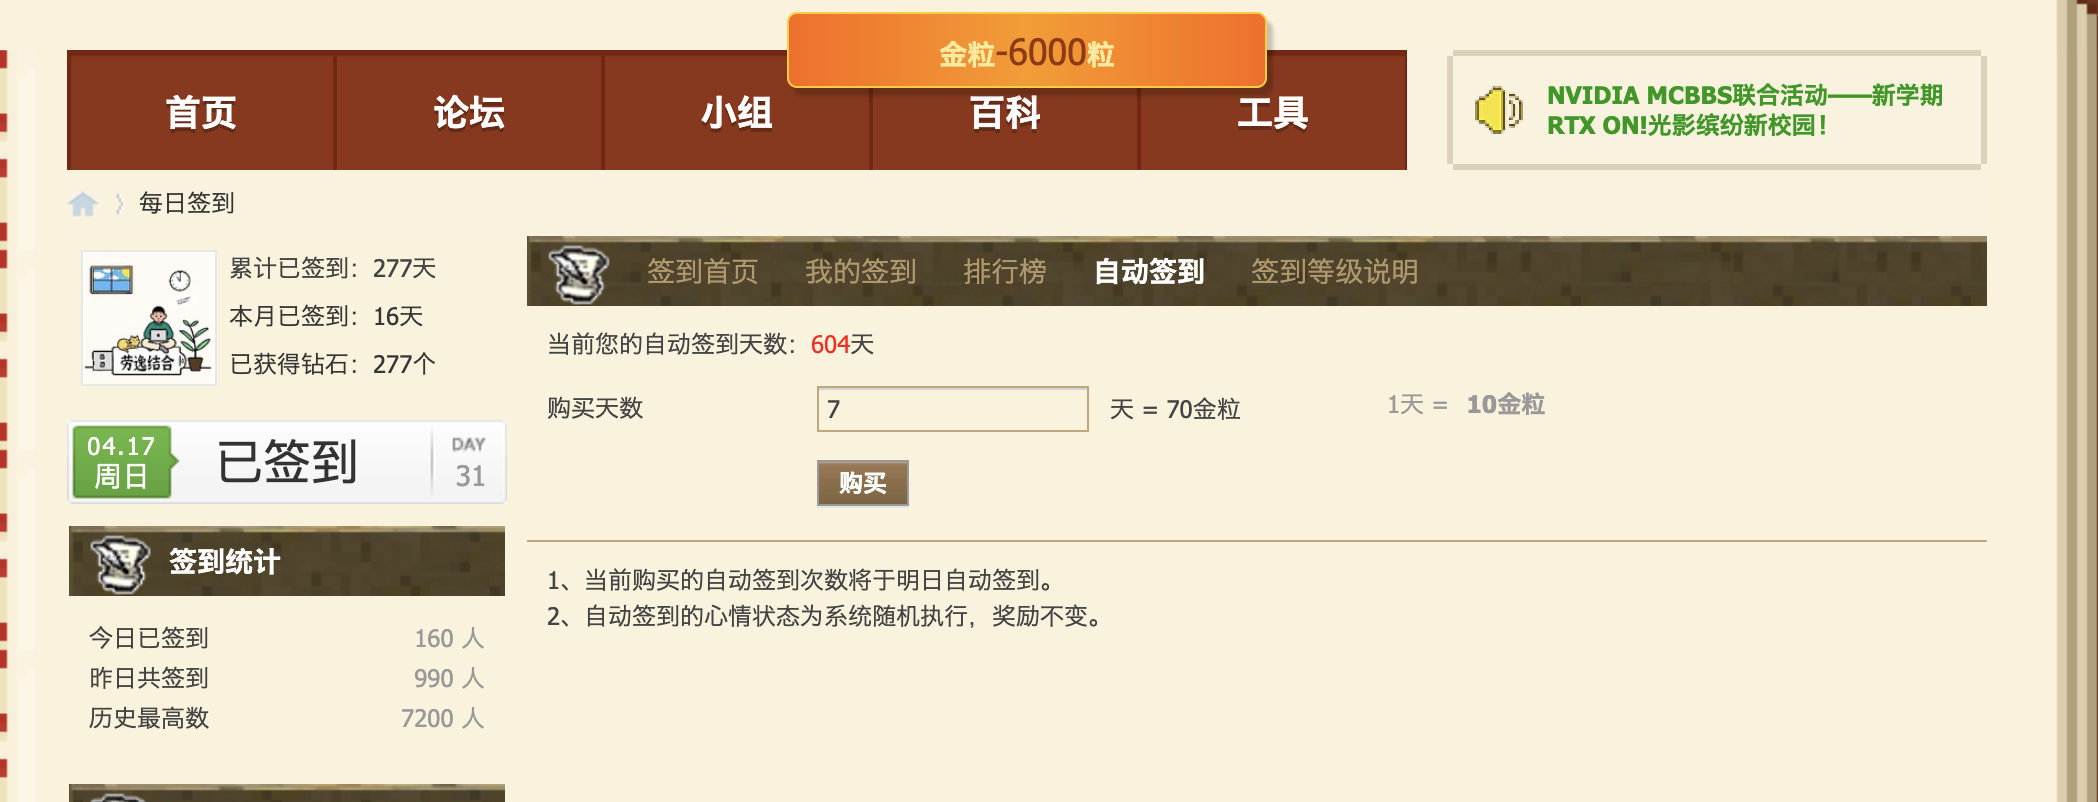 金粒-6000粒
首页
论坛
小组
百科
工具
NVIDIA MCBBS联合活动——新学期
RTX ON!光影缤纷新校园！
〉 每日签到
劳逸结合
累计已签到：277天
本月已签到：16天
已获得钻石：277个
04.17
周日
已签到
DAY
31
签到统计
今日已签到 160 人
昨日共签到 990 人
历史最高数 7200 人
签到首页 我的签到 排行榜 自动签到 签到等级说明
当前您的自动签到天数：604天
购买天数 7 天 = 70金粒 1天 = 10金粒
购买
1、当前购买的自动签到次数将于明日自动签到。
2、自动签到的心情状态为系统随机执行，奖励不变。